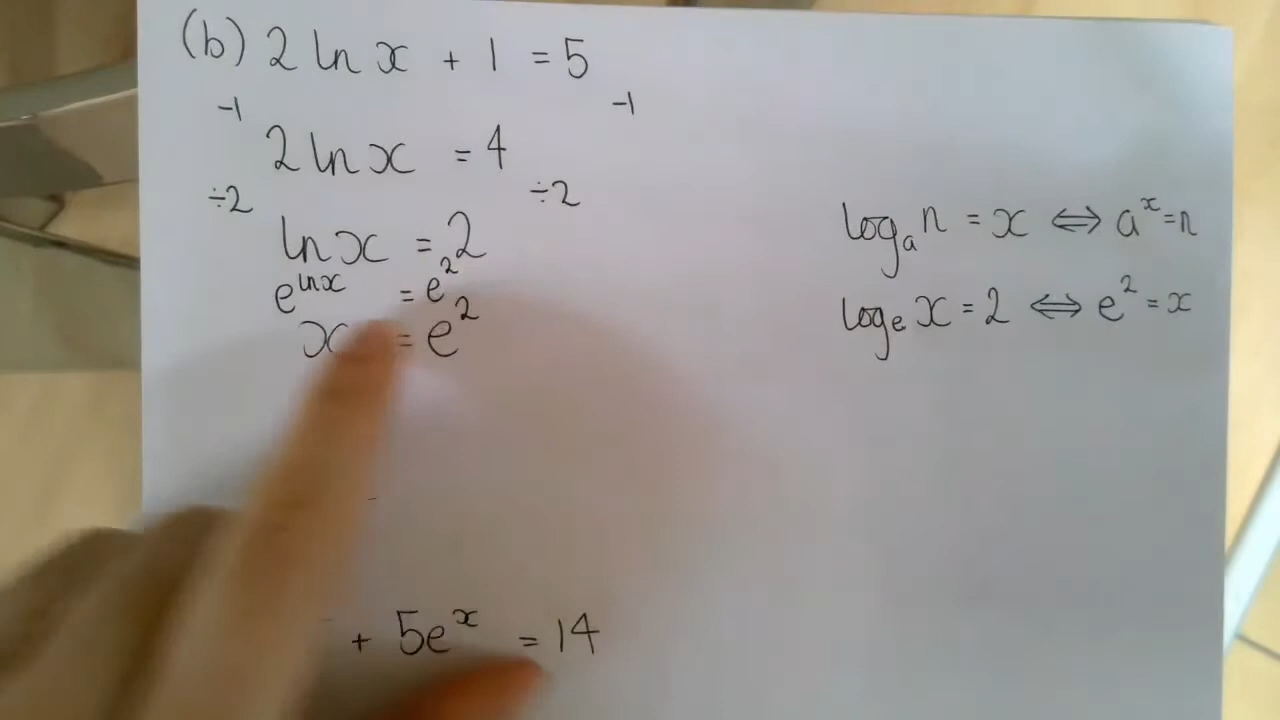 (b) 2 ln x + 1 = 5
-1 -1
2 ln x = 4
÷2 ÷2
ln x = 2
e^{ln x} = e^2
x = e^2
log_a n = x ⇔ a^x = n
log_e x = 2 ⇔ e^2 = x
+ 5e^x = 14